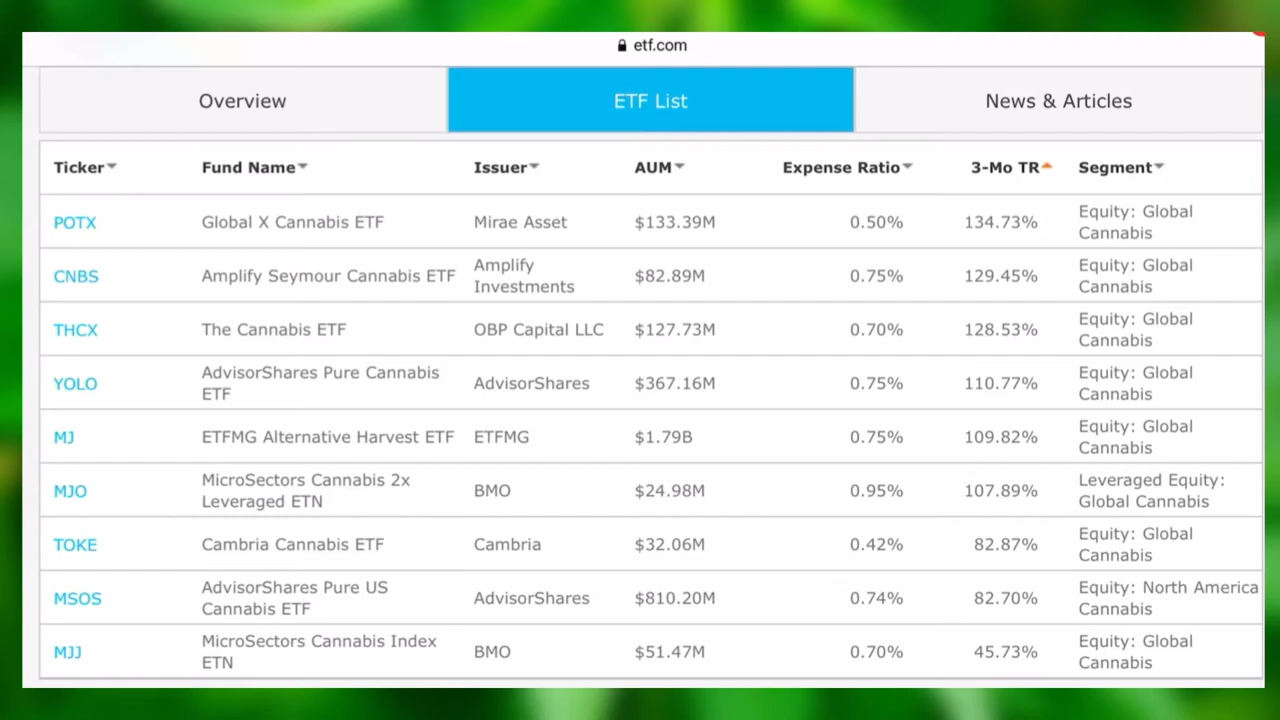 etf.com
Overview ETF List News & Articles
Ticker Fund Name Issuer AUM Expense Ratio 3-Mo TR Segment
POTX Global X Cannabis ETF Mirae Asset $133.39M 0.50% 134.73% Equity: Global
Cannabis
CNBS Amplify Seymour Cannabis ETF Amplify
Investments $82.89M 0.75% 129.45% Equity: Global
Cannabis
THCX The Cannabis ETF OBP Capital LLC $127.73M 0.70% 128.53% Equity: Global
Cannabis
YOLO AdvisorShares Pure Cannabis
ETF AdvisorShares $367.16M 0.75% 110.77% Equity: Global
Cannabis
MJ ETFMG Alternative Harvest ETF ETFMG $1.79B 0.75% 109.82% Equity: Global
Cannabis
MJO MicroSectors Cannabis 2x
Leveraged ETN BMO $24.98M 0.95% 107.89% Leveraged Equity:
Global Cannabis
TOKE Cambria Cannabis ETF Cambria $32.06M 0.42% 82.87% Equity: Global
Cannabis
MSOS AdvisorShares Pure US
Cannabis ETF AdvisorShares $810.20M 0.74% 82.70% Equity: North America
Cannabis
MJJ MicroSectors Cannabis Index
ETN BMO $51.47M 0.70% 45.73% Equity: Global
Cannabis